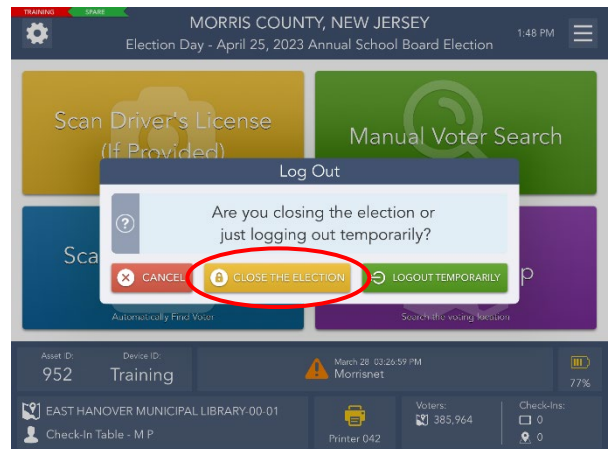 TRAINING SPARE
MORRIS COUNTY, NEW JERSEY
Election Day - April 25, 2023 Annual School Board Election
1:48 PM
Scan Driver's License
(If Provided)
Manual Voter Search
Log Out
Are you closing the election or
just logging out temporarily?
CANCEL
CLOSE THE ELECTION
LOGOUT TEMPORARILY
Sca
p
Automatically Find Voter
Search the voting location
Asset ID:
952
Device ID:
Training
March 28 03:26:59 PM
Morrisnet
77%
EAST HANOVER MUNICIPAL LIBRARY-00-01
Check-In Table - M P
Printer 042
Voters:
385,964
Check-Ins:
0
0